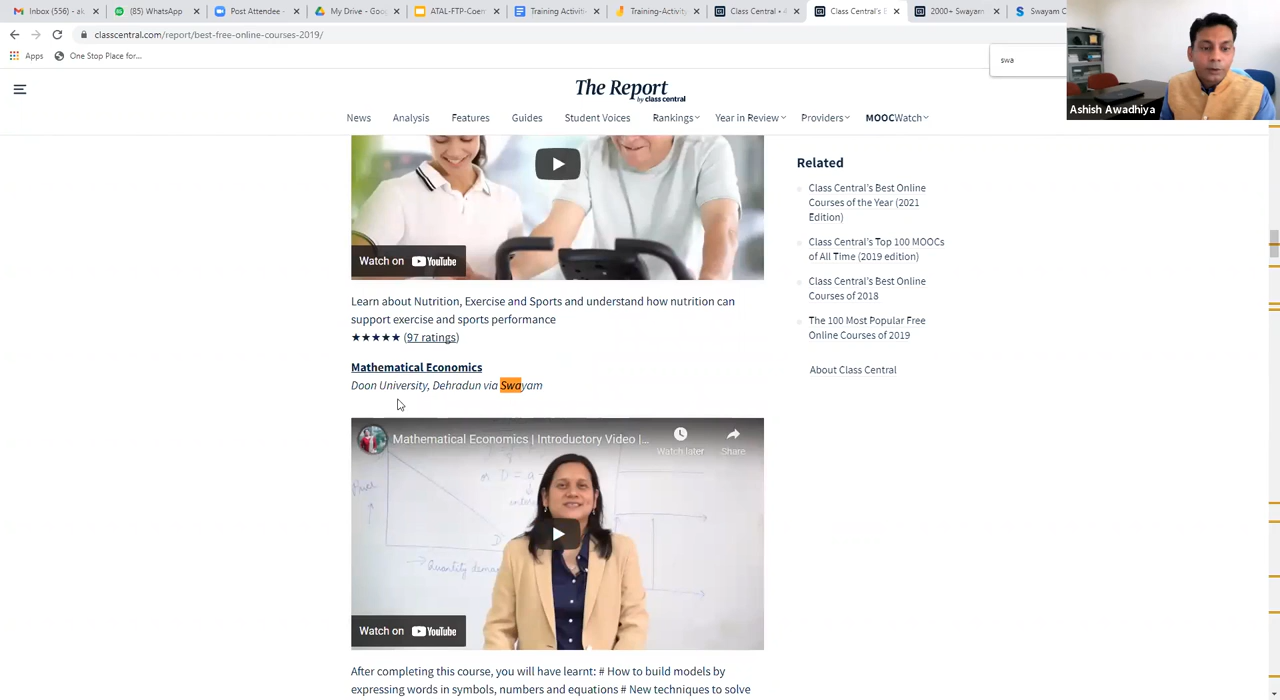 Inbox (556) - ak
(85) WhatsApp
Post Attendee -
My Drive - Goo
ATAL-FTP-Coen
Training Activiti
Training-Activity
Class Central • A
Class Central's B
2000+ Swayam
Swayam C
classcentral.com/report/best-free-online-courses-2019/
Apps
One Stop Place for...
swa
Ashish Awadhiya
The Report
by class central
News
Analysis
Features
Guides
Student Voices
Rankings
Year in Review
Providers
MOOCWatch
Watch on YouTube
Learn about Nutrition, Exercise and Sports and understand how nutrition can
support exercise and sports performance
★★★★★ (97 ratings)
Mathematical Economics
Doon University, Dehradun via Swayam
Mathematical Economics | Introductory Video |...
Watch later
Share
Price
Quantity dema
Watch on YouTube
After completing this course, you will have learnt: # How to build models by
expressing words in symbols, numbers and equations # New techniques to solve
Related
Class Central's Best Online
Courses of the Year (2021
Edition)
Class Central's Top 100 MOOCs
of All Time (2019 edition)
Class Central's Best Online
Courses of 2018
The 100 Most Popular Free
Online Courses of 2019
About Class Central